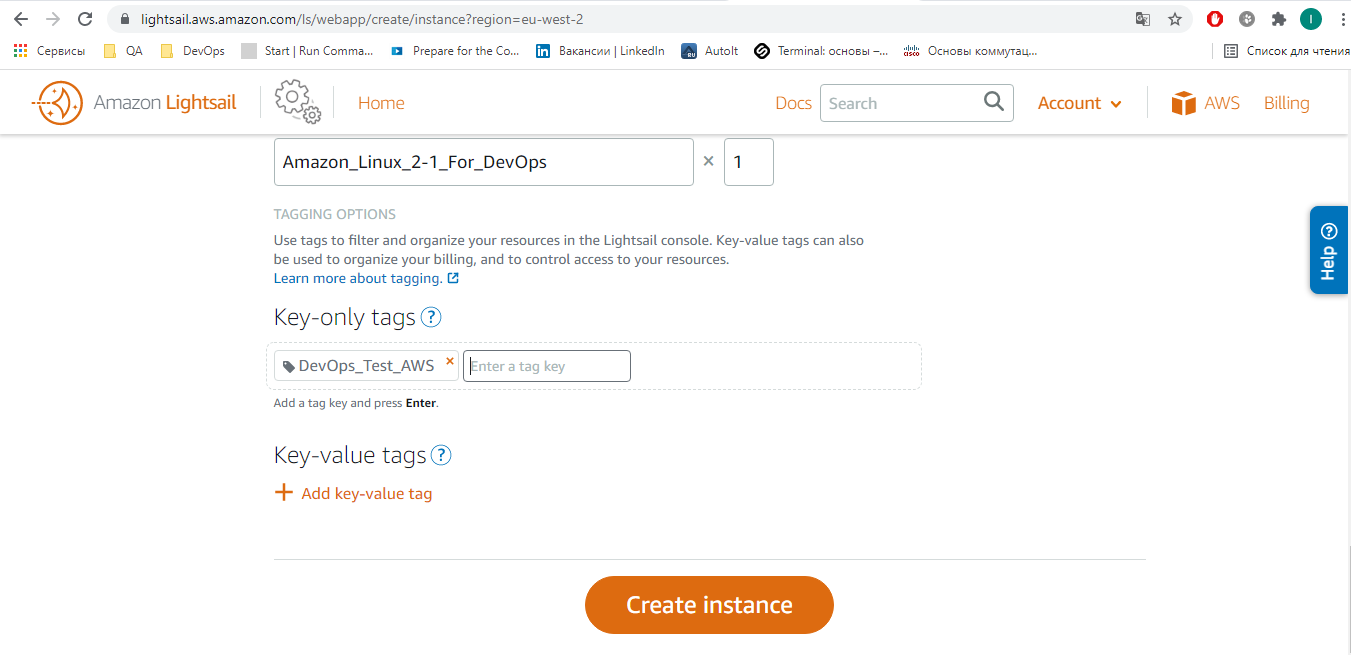 lightsail.aws.amazon.com/ls/webapp/create/instance?region=eu-west-2
Сервисы QA DevOps Start | Run Comma... Prepare for the Co... Вакансии | LinkedIn AutoIt Terminal: основы –... Основы коммутац... Список для чтения
Amazon Lightsail Home Docs Search Account AWS Billing
Amazon_Linux_2-1_For_DevOps × 1
TAGGING OPTIONS
Use tags to filter and organize your resources in the Lightsail console. Key-value tags can also
be used to organize your billing, and to control access to your resources.
Learn more about tagging.
Help ?
Key-only tags ?
DevOps_Test_AWS × Enter a tag key
Add a tag key and press Enter.
Key-value tags ?
+ Add key-value tag
Create instance